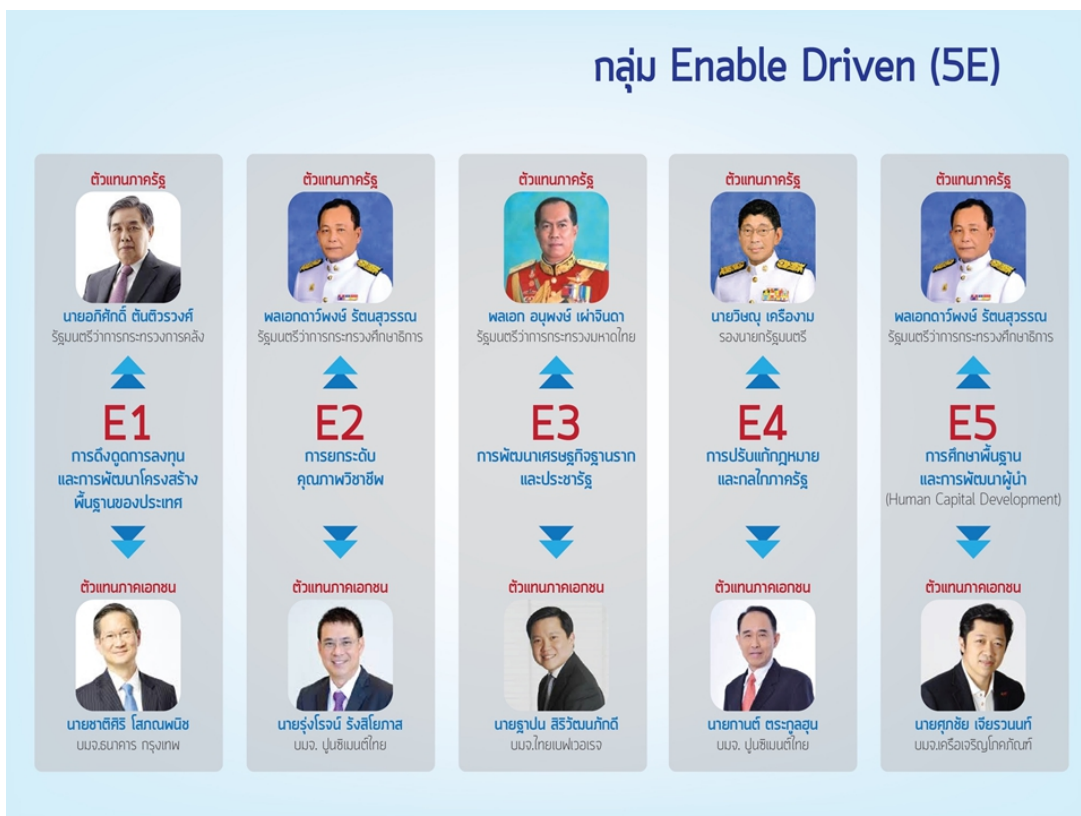 กลุ่ม Enable Driven (5E)
ตัวแทนภาครัฐ
นายอภิศักดิ์ ตันติวรวงศ์
รัฐมนตรีว่าการกระทรวงการคลัง
E1
การดึงดูดการลงทุน
และการพัฒนาโครงสร้าง
พื้นฐานของประเทศ
ตัวแทนภาคเอกชน
นายชาติศิริ โสภณพนิช
บมจ.ธนาคาร กรุงเทพ
ตัวแทนภาครัฐ
พลเอกดาว์พงษ์ รัตนสุวรรณ
รัฐมนตรีว่าการกระทรวงศึกษาธิการ
E2
การยกระดับ
คุณภาพวิชาชีพ
ตัวแทนภาคเอกชน
นายรุ่งโรจน์ รังสิโยภาส
บมจ. ปูนซิเมนต์ไทย
ตัวแทนภาครัฐ
พลเอก อนุพงษ์ เผ่าจินดา
รัฐมนตรีว่าการกระทรวงมหาดไทย
E3
การพัฒนาเศรษฐกิจฐานราก
และประชารัฐ
ตัวแทนภาคเอกชน
นายฐาปน สิริวัฒนภักดี
บมจ.ไทยเบฟเวอเรจ
ตัวแทนภาครัฐ
นายวิษณุ เครืองาม
รองนายกรัฐมนตรี
E4
การปรับแก้กฎหมาย
และกลไกภาครัฐ
ตัวแทนภาคเอกชน
นายกานต์ ตระกูลฮุน
บมจ. ปูนซิเมนต์ไทย
ตัวแทนภาครัฐ
พลเอกดาว์พงษ์ รัตนสุวรรณ
รัฐมนตรีว่าการกระทรวงศึกษาธิการ
E5
การศึกษาพื้นฐาน
และการพัฒนาผู้นำ
(Human Capital Development)
ตัวแทนภาคเอกชน
นายศุภชัย เจียรวนนท์
บมจ.เครือเจริญโภคภัณฑ์